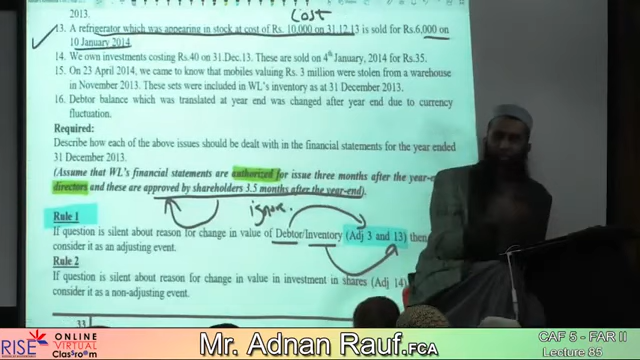 2013.
Cost
13. A refrigerator which was appearing in stock at cost of Rs. 10,000 on 31.12.13 is sold for Rs.6,000 on
10 January 2014.
14. We own investments costing Rs.40 on 31.Dec.13. These are sold on 4th January, 2014 for Rs.35.
15. On 23 April 2014, we came to know that mobiles valuing Rs. 3 million were stolen from a warehouse
in November 2013. These sets were included in WL's inventory as at 31 December 2013.
16. Debtor balance which was translated at year end was changed after year end due to currency
fluctuation.
Required:
Describe how each of the above issues should be dealt with in the financial statements for the year ended
31 December 2013.
(Assume that WL's financial statements are authorized for issue three months after the year-e
directors and these are approved by shareholders 3.5 months after the year-end).
ignore.
Rule 1
If question is silent about reason for change in value of Debtor/Inventory (Adj 3 and 13) then
consider it as an adjusting event.
Rule 2
If question is silent about reason for change in value in investment in shares (Adj 14)
consider it as a non-adjusting event.
33
RISE
ONLINE
VIRTUAL
Classroom
Mr. Adnan Rauf.FCA
CAF 5 - FAR II
Lecture 85